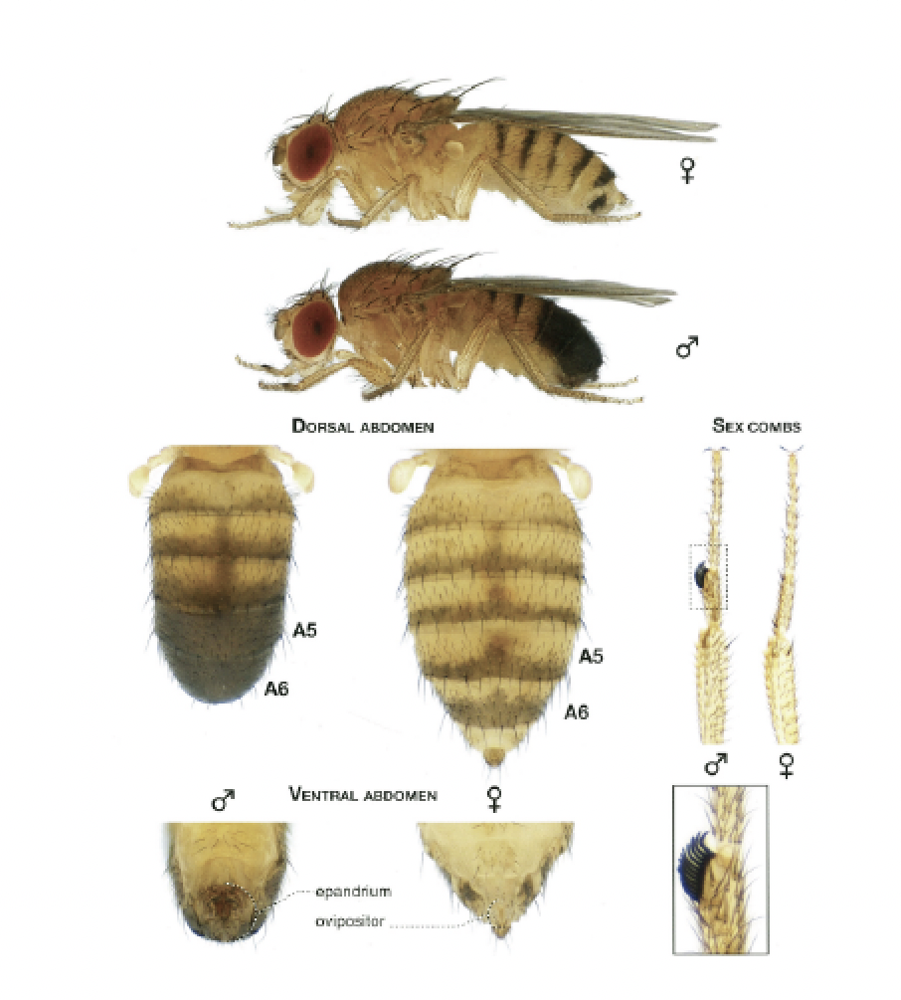 ♀
♂
DORSAL ABDOMEN
SEX COMBS
A5
A6
A5
A6
♂
♀
♂
VENTRAL ABDOMEN
♀
epandrium
ovipositor